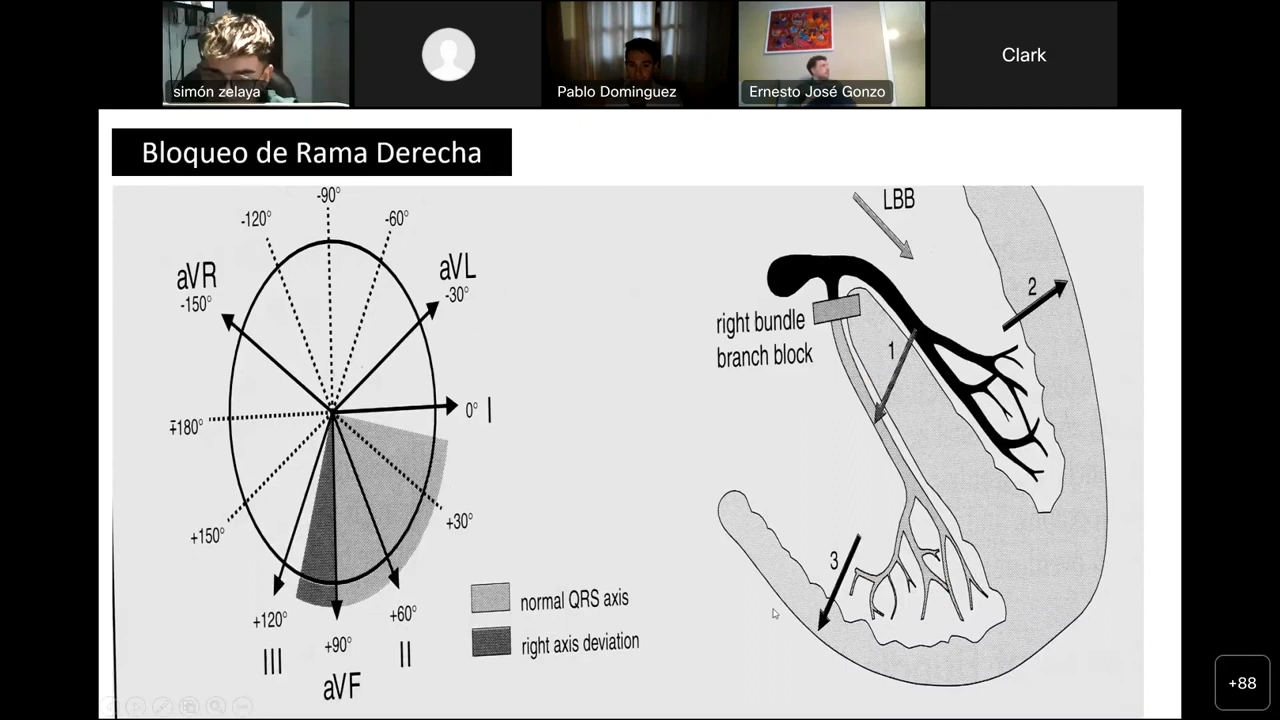 simón zelaya
Pablo Dominguez
Ernesto José Gonzo
Clark
Bloqueo de Rama Derecha
-90°
-120°
-60°
aVR
-150°
aVL
-30°
0° I
±180°
+150°
+30°
+120°
+90°
+60°
III
aVF
II
normal QRS axis
right axis deviation
LBB
right bundle
branch block
1
2
3
+88